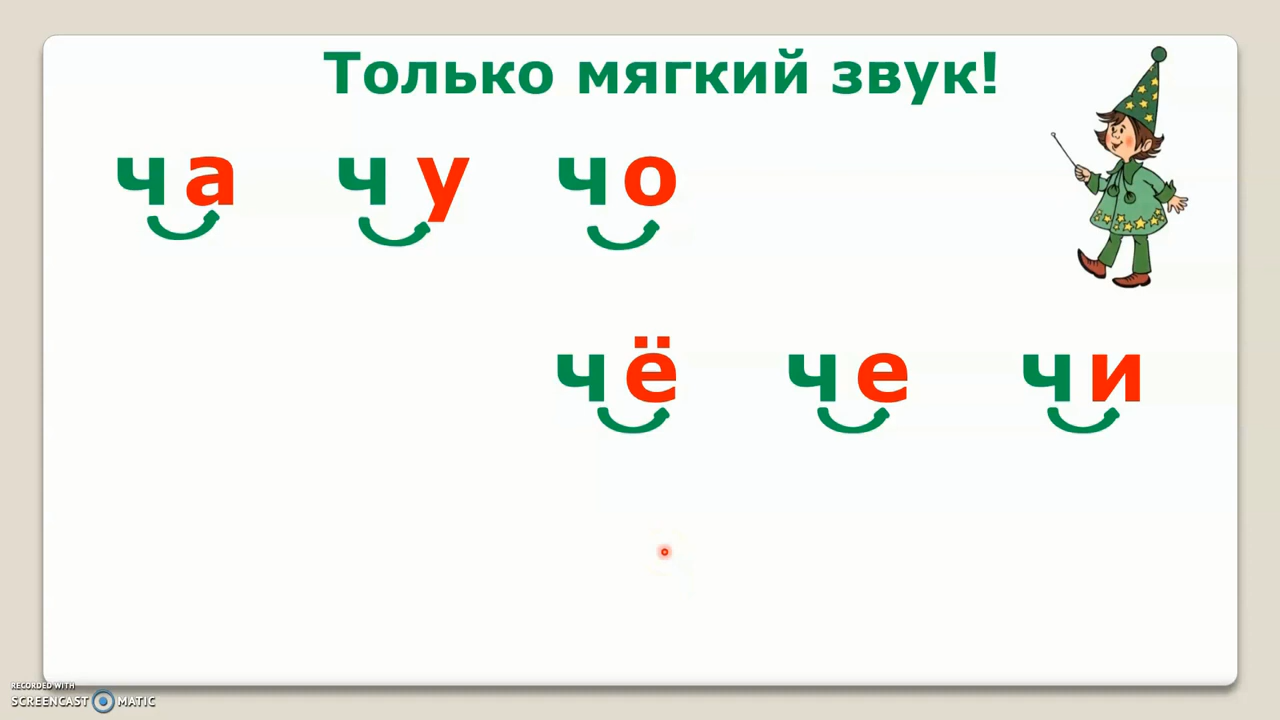 Только мягкий звук!
ча чу чо
чё че чи
RECORDED WITH
SCREENCAST MATIC